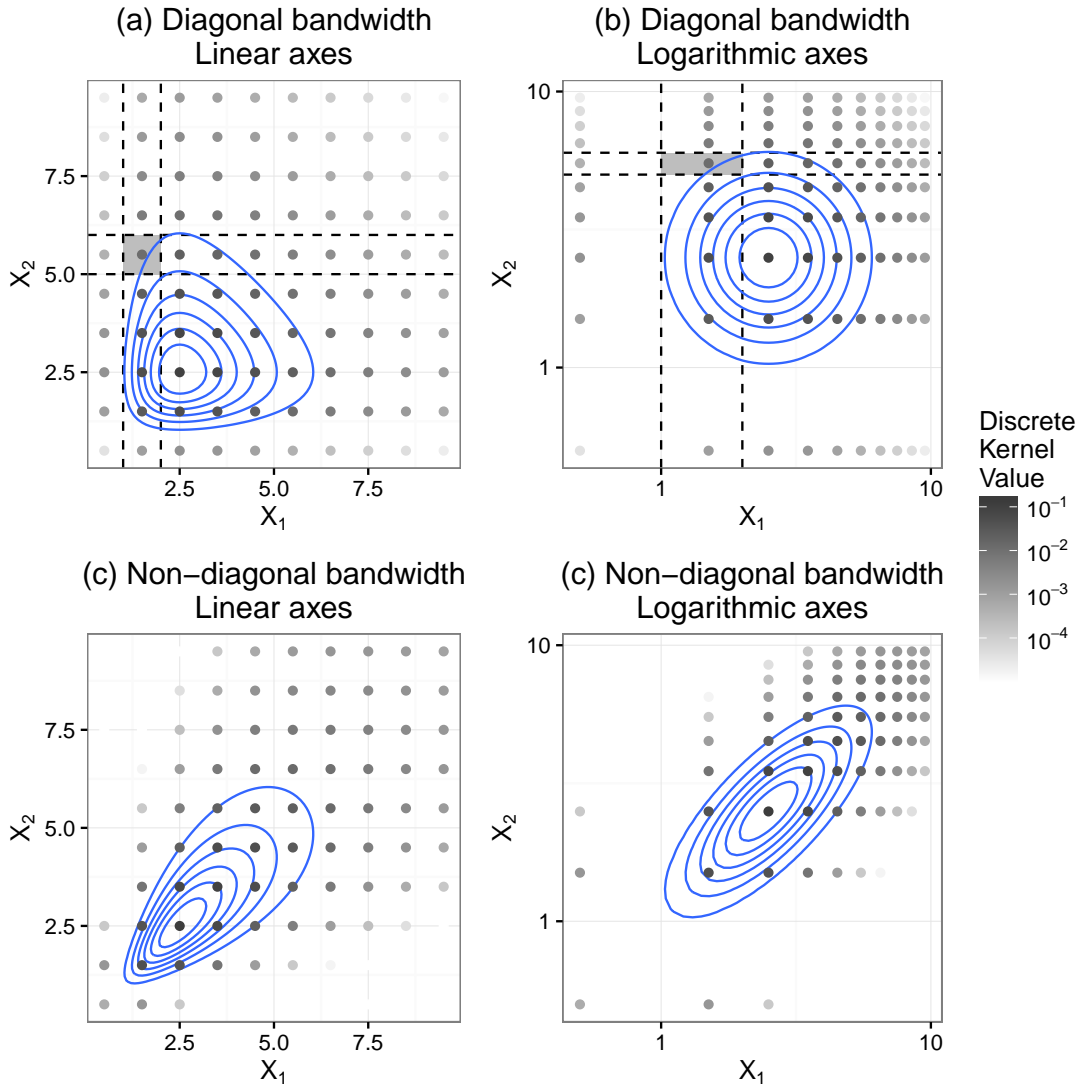 (a) Diagonal bandwidth
Linear axes
7.5
5.0
2.5
X₂
2.5
5.0
7.5
X₁
(b) Diagonal bandwidth
Logarithmic axes
10
1
X₂
1
10
X₁
(c) Non−diagonal bandwidth
Linear axes
7.5
5.0
2.5
X₂
2.5
5.0
7.5
X₁
(c) Non−diagonal bandwidth
Logarithmic axes
10
1
X₂
1
10
X₁
Discrete
Kernel
Value
10⁻¹
10⁻²
10⁻³
10⁻⁴